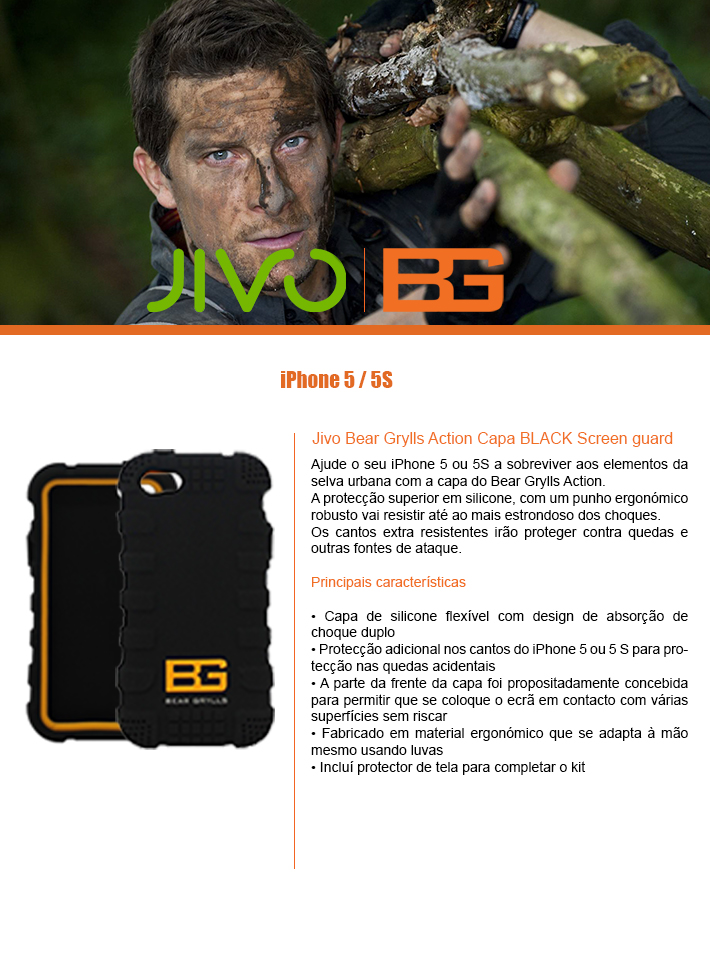 JIVO BG
iPhone 5 / 5S
Jivo Bear Grylls Action Capa BLACK Screen guard
Ajude o seu iPhone 5 ou 5S a sobreviver aos elementos da
selva urbana com a capa do Bear Grylls Action.
A protecção superior em silicone, com um punho ergonómico
robusto vai resistir até ao mais estrondoso dos choques.
Os cantos extra resistentes irão proteger contra quedas e
outras fontes de ataque.
Principais características
• Capa de silicone flexível com design de absorção de
choque duplo
• Protecção adicional nos cantos do iPhone 5 ou 5 S para pro-
tecção nas quedas acidentais
• A parte da frente da capa foi propositadamente concebida
para permitir que se coloque o ecrã em contacto com várias
superfícies sem riscar
• Fabricado em material ergonómico que se adapta à mão
mesmo usando luvas
• Incluí protector de tela para completar o kit
BG
BEAR GRYLLS